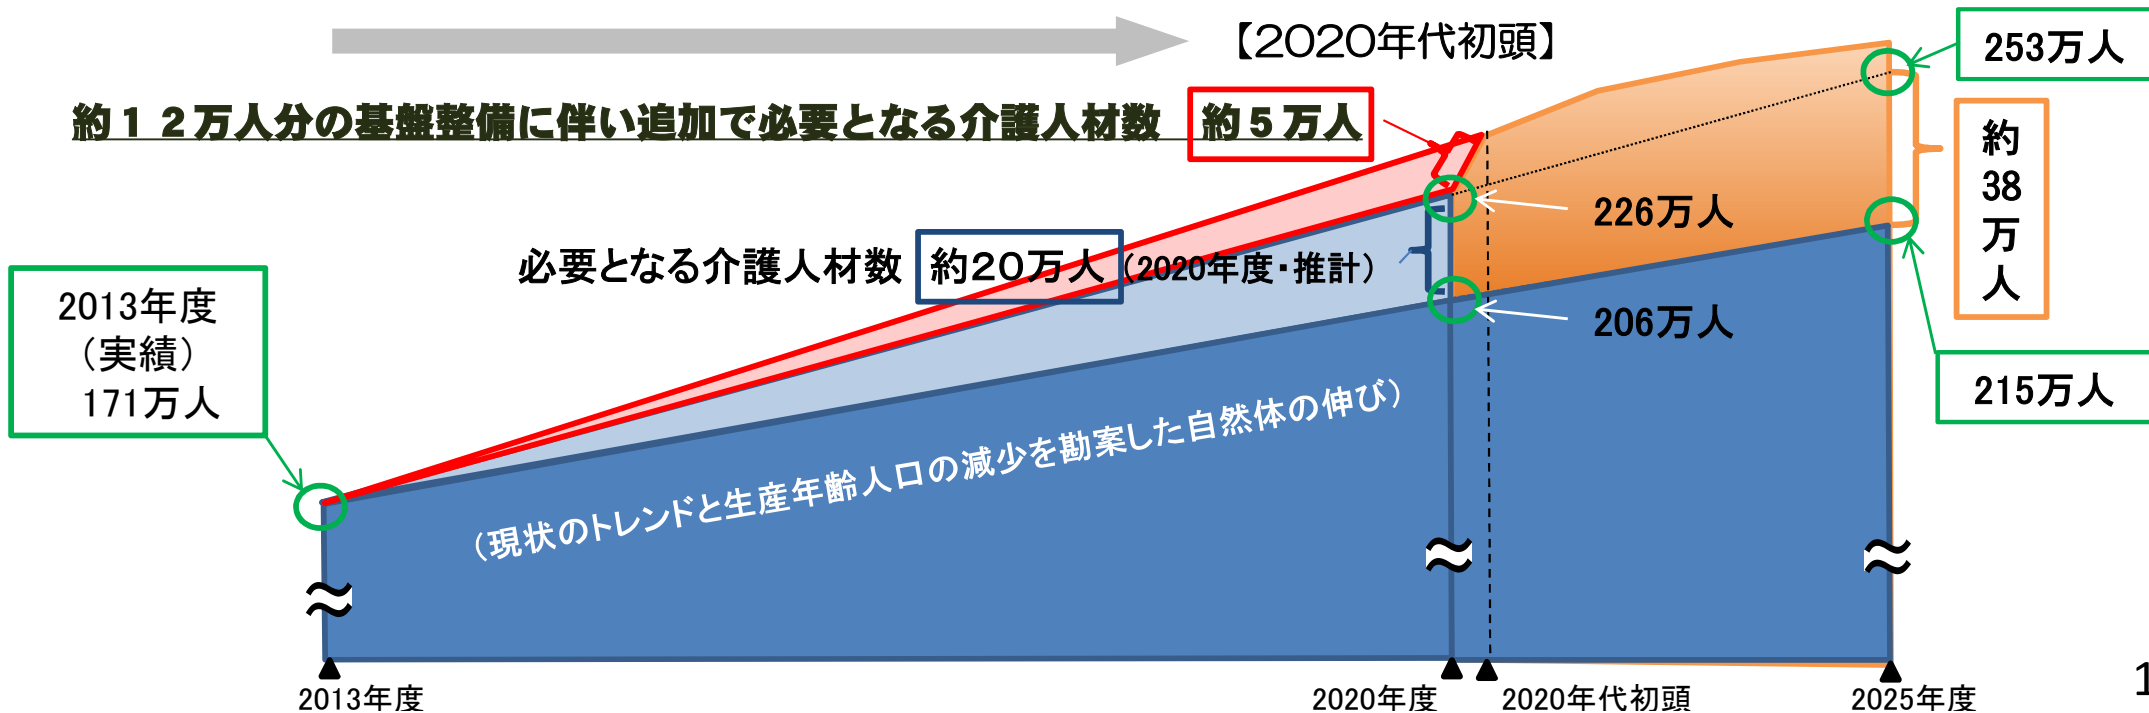 【2020年代初頭】
253万人
約12万人分の基盤整備に伴い追加で必要となる介護人材数 約5万人
約
38
万
人
226万人
必要となる介護人材数 約20万人(2020年度・推計)
2013年度
(実績)
171万人
206万人
215万人
(現状のトレンドと生産年齢人口の減少を勘案した自然体の伸び)
2013年度
2020年度
2020年代初頭
2025年度
1